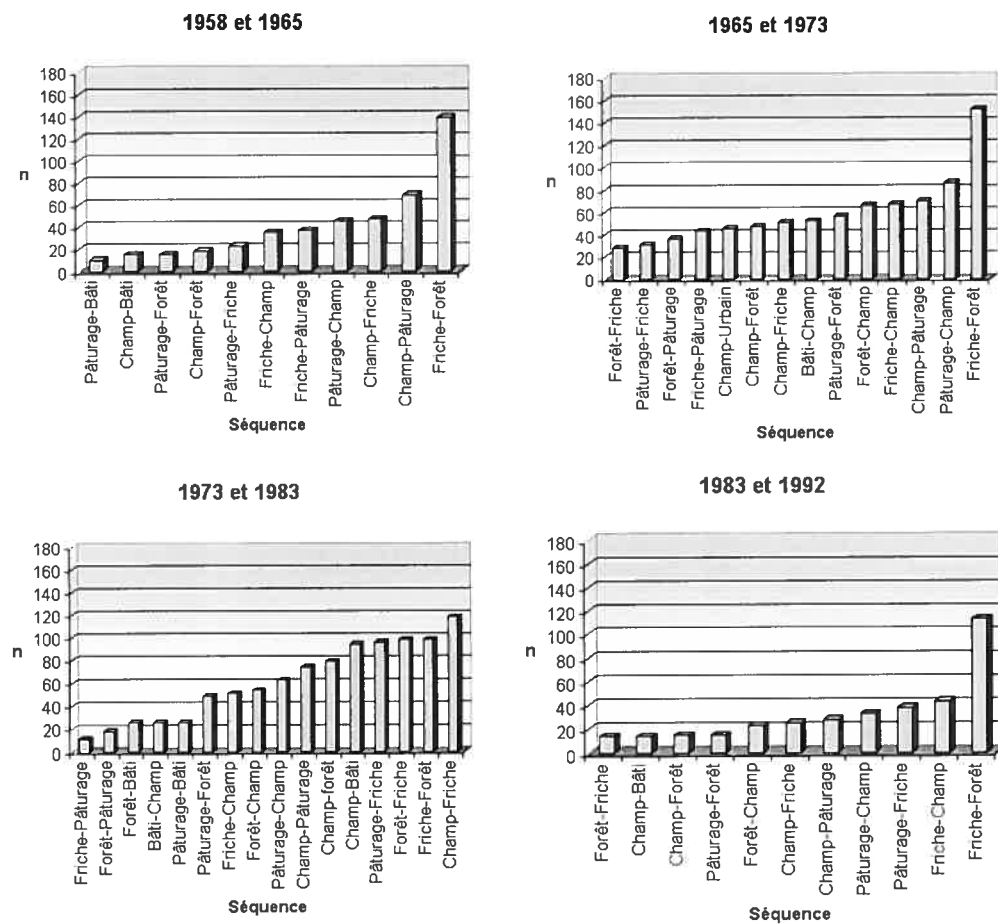 1958 et 1965
180
160
140
120
100
80
60
40
20
0
n
Pâturage-Bâti
Champ-Bâti
Pâturage-Forêt
Champ-Forêt
Pâturage-Friche
Friche-Champ
Friche-Pâturage
Pâturage-Champ
Champ-Friche
Champ-Pâturage
Friche-Forêt
Séquence
1965 et 1973
180
160
140
120
100
80
60
40
20
0
n
Forêt-Friche
Pâturage-Friche
Forêt-Pâturage
Friche-Pâturage
Champ-Urbain
Champ-Forêt
Champ-Friche
Bâti-Champ
Pâturage-Forêt
Forêt-Champ
Friche-Champ
Champ-Pâturage
Pâturage-Champ
Friche-Forêt
Séquence
1973 et 1983
180
160
140
120
100
80
60
40
20
0
n
Friche-Pâturage
Forêt-Pâturage
Forêt-Bâti
Bâti-Champ
Pâturage-Bâti
Pâturage-Forêt
Friche-Champ
Forêt-Champ
Pâturage-Champ
Champ-Pâturage
Champ-forêt
Champ-Bâti
Pâturage-Friche
Forêt-Friche
Friche-Forêt
Champ-Friche
Séquence
1983 et 1992
180
160
140
120
100
80
60
40
20
0
n
Forêt-Friche
Champ-Bâti
Champ-Forêt
Pâturage-Forêt
Forêt-Champ
Champ-Friche
Champ-Pâturage
Pâturage-Champ
Pâturage-Friche
Friche-Champ
Friche-Forêt
Séquence